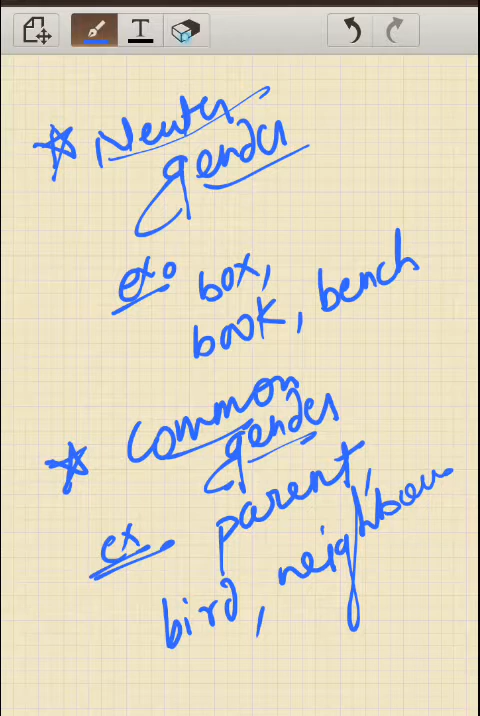 T
★ Neuter
gender
ex: box,
book, bench
★ Common
gender
ex. parent,
bird, neighbour